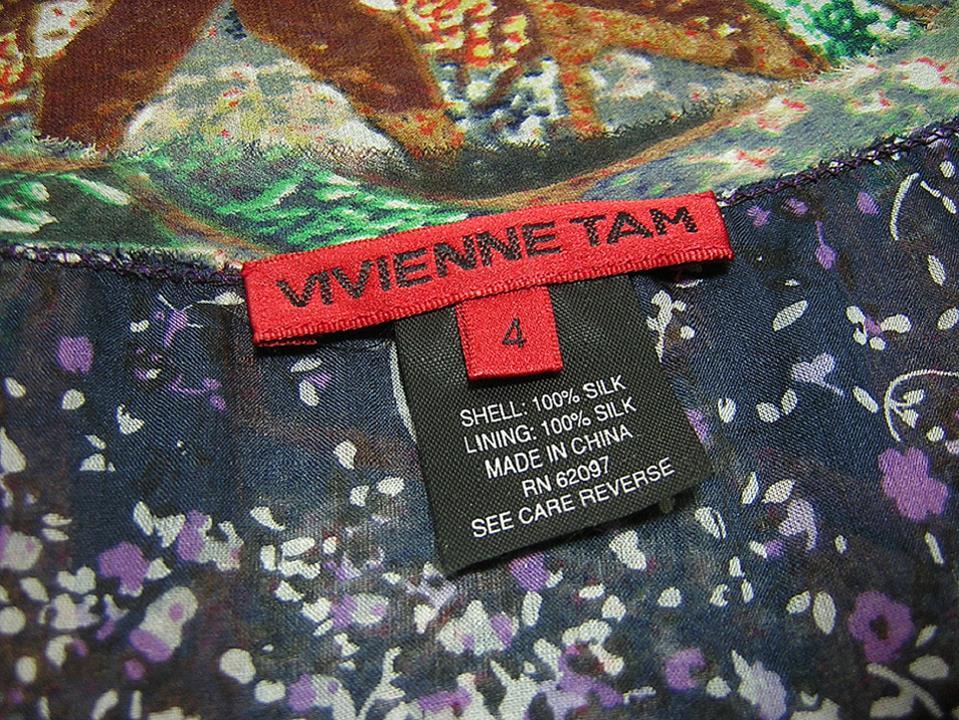 VIVIENNE TAM
4
SHELL: 100% SILK
LINING: 100% SILK
MADE IN CHINA
RN 62097
SEE CARE REVERSE